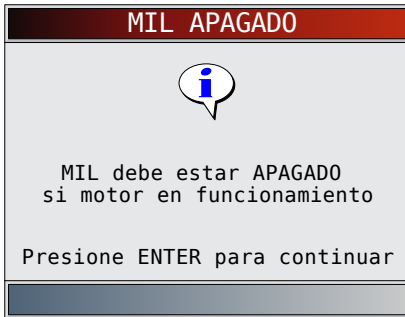 MIL APAGADO
i
MIL debe estar APAGADO
si motor en funcionamiento
Presione ENTER para continuar